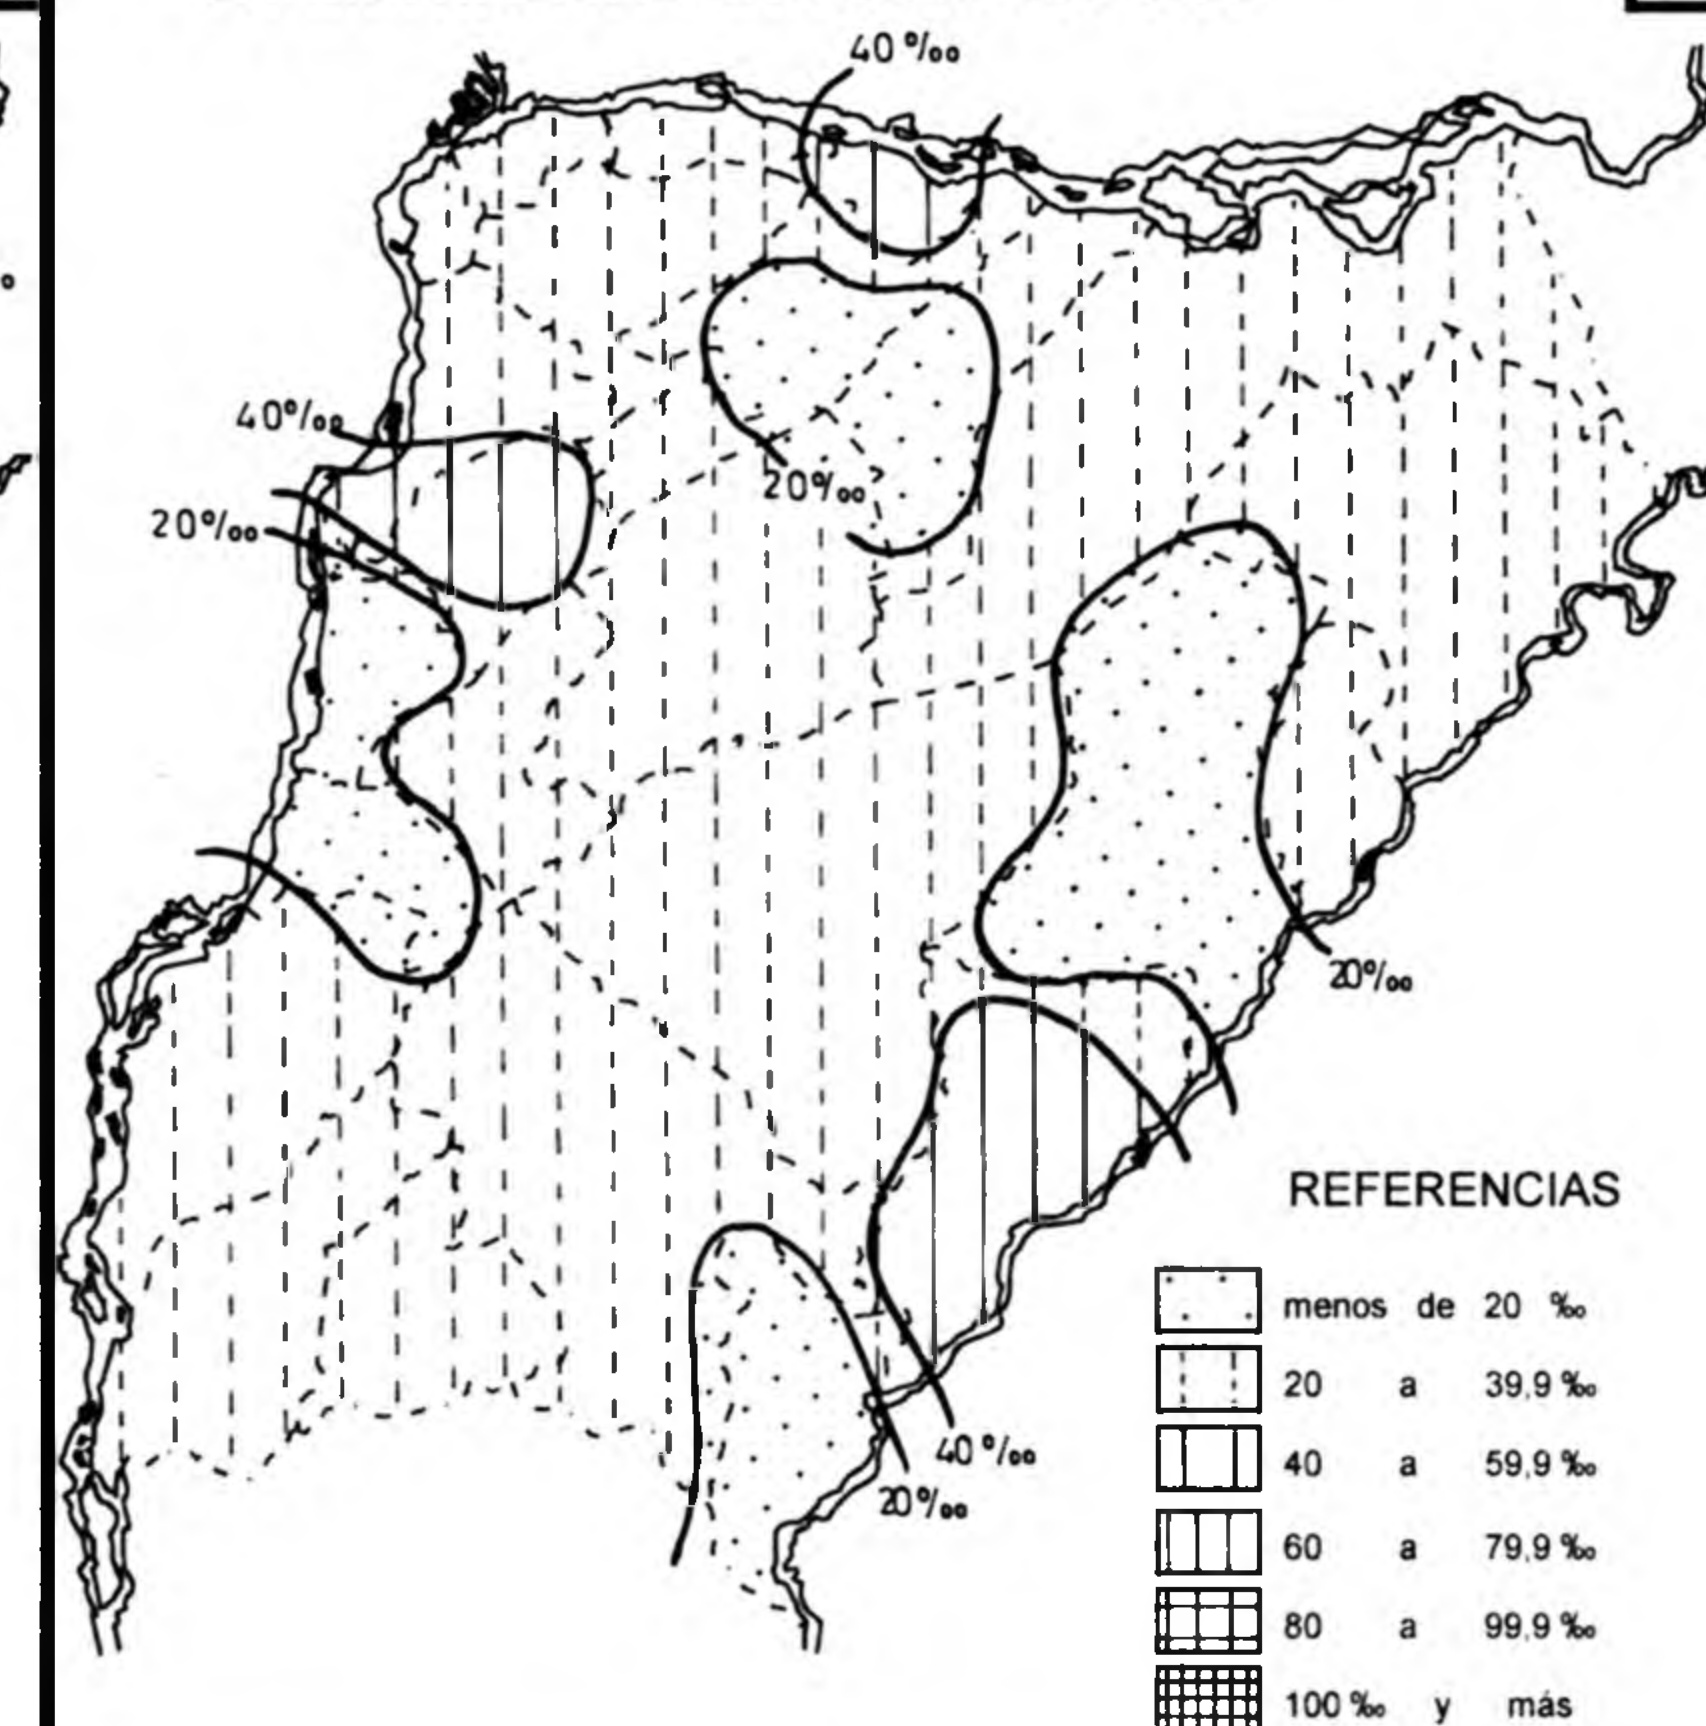 40 ‰
40‰
20‰
20‰
20‰
40 ‰
20‰
REFERENCIAS
menos de 20 ‰
20 a 39,9 ‰
40 a 59,9 ‰
60 a 79,9 ‰
80 a 99,9 ‰
100 ‰ y más